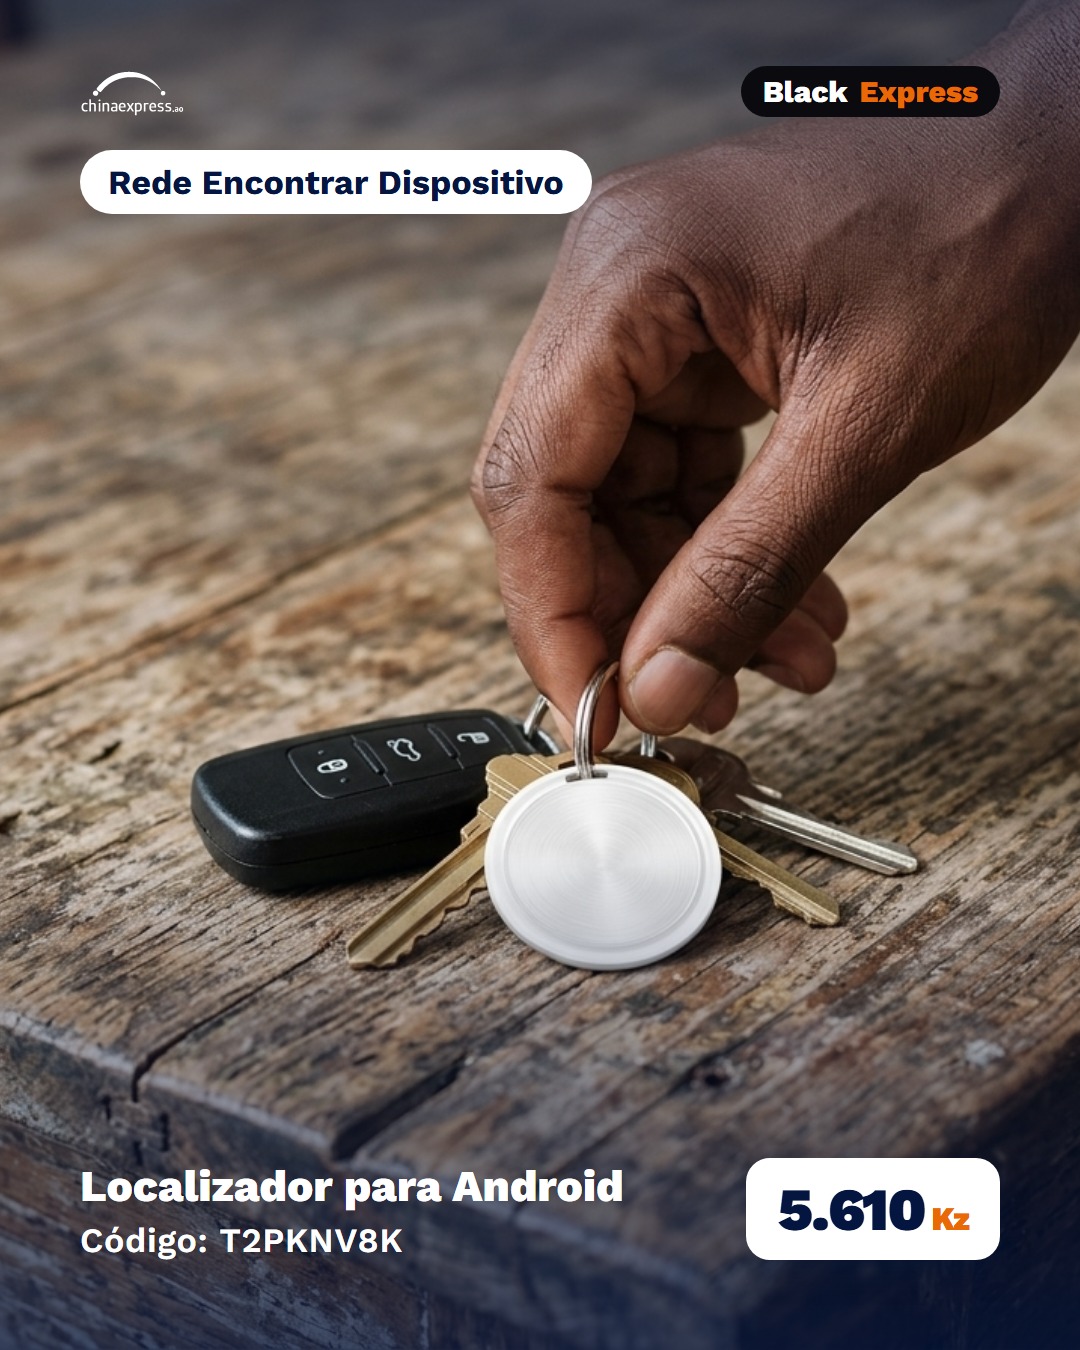 chinaexpress.ao
Black Express
Rede Encontrar Dispositivo
Localizador para Android
Código: T2PKNV8K
5.610 Kz